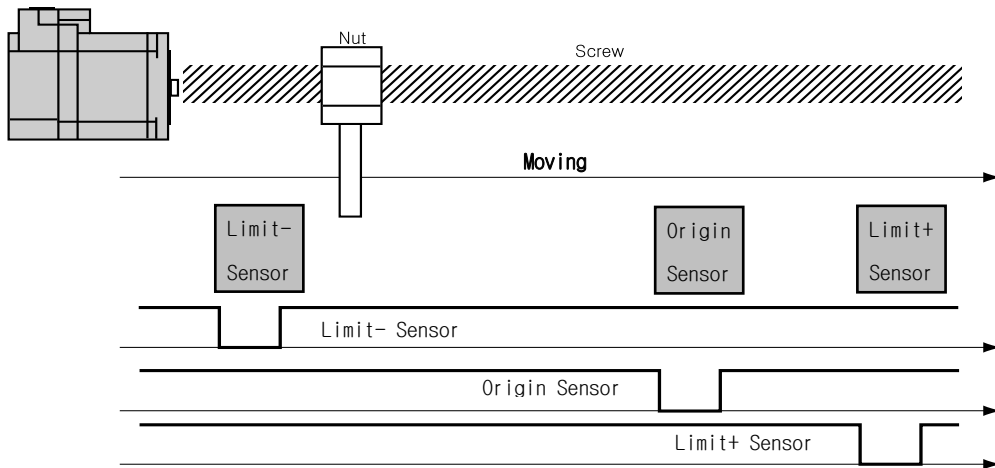 Nut
Screw
Moving
Limit-
Sensor
Origin
Sensor
Limit+
Sensor
Limit- Sensor
Origin Sensor
Limit+ Sensor